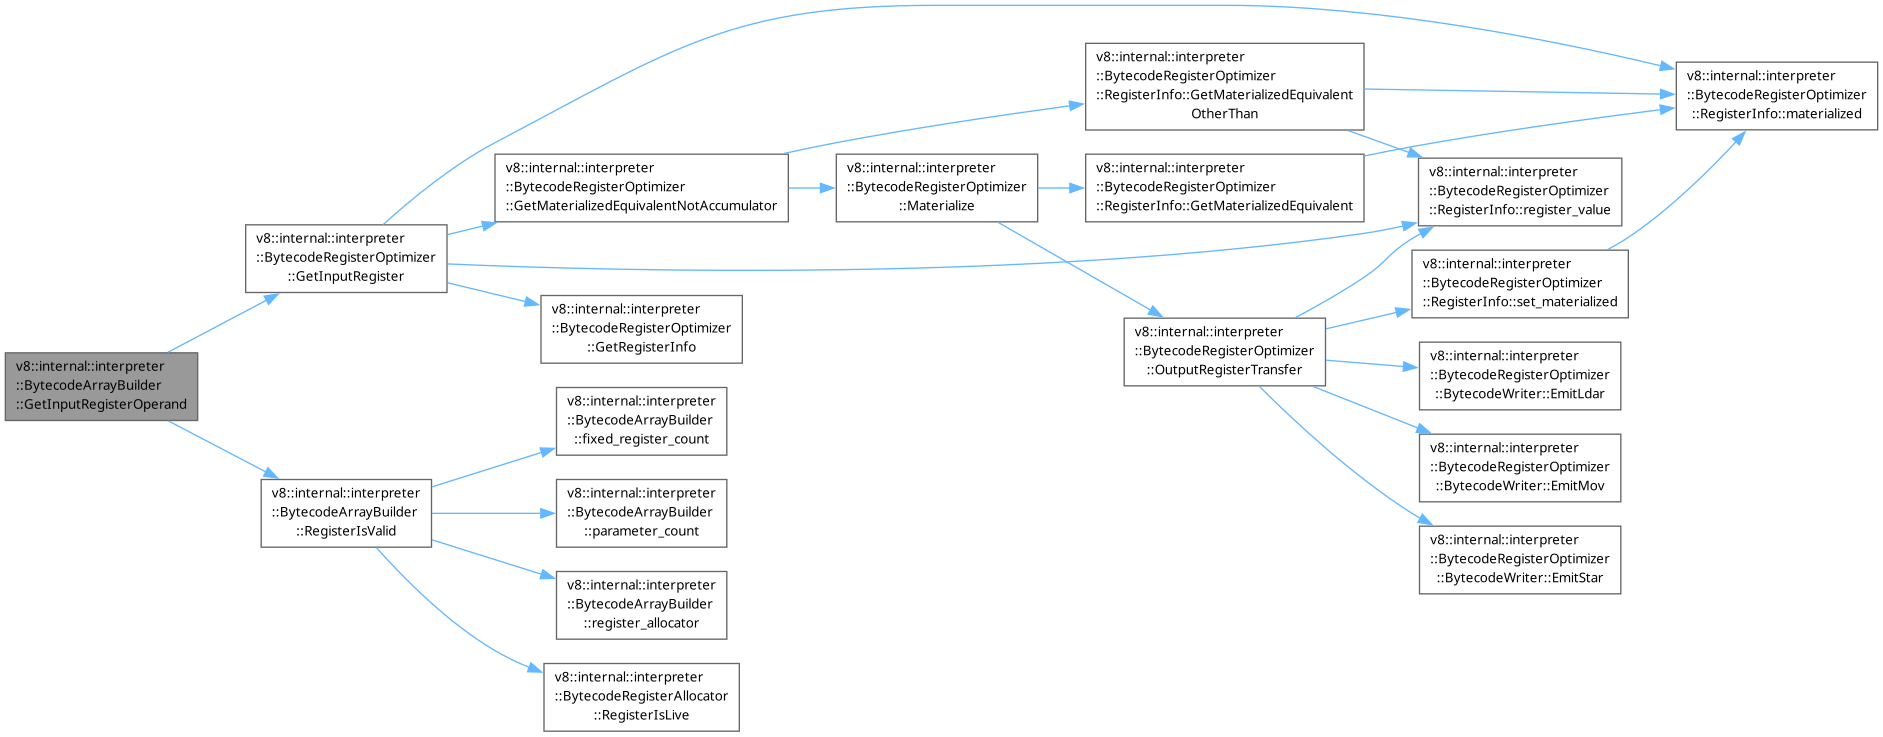 v8::internal::interpreter
::BytecodeArrayBuilder
::GetInputRegisterOperand
v8::internal::interpreter
::BytecodeRegisterOptimizer
::GetInputRegister
v8::internal::interpreter
::BytecodeArrayBuilder
::RegisterIsValid
v8::internal::interpreter
::BytecodeRegisterOptimizer
::GetMaterializedEquivalentNotAccumulator
v8::internal::interpreter
::BytecodeRegisterOptimizer
::GetRegisterInfo
v8::internal::interpreter
::BytecodeArrayBuilder
::fixed_register_count
v8::internal::interpreter
::BytecodeArrayBuilder
::parameter_count
v8::internal::interpreter
::BytecodeArrayBuilder
::register_allocator
v8::internal::interpreter
::BytecodeRegisterAllocator
::RegisterIsLive
v8::internal::interpreter
::BytecodeRegisterOptimizer
::Materialize
v8::internal::interpreter
::BytecodeRegisterOptimizer
::RegisterInfo::GetMaterializedEquivalent
OtherThan
v8::internal::interpreter
::BytecodeRegisterOptimizer
::RegisterInfo::GetMaterializedEquivalent
v8::internal::interpreter
::BytecodeRegisterOptimizer
::OutputRegisterTransfer
v8::internal::interpreter
::BytecodeRegisterOptimizer
::RegisterInfo::register_value
v8::internal::interpreter
::BytecodeRegisterOptimizer
::RegisterInfo::set_materialized
v8::internal::interpreter
::BytecodeRegisterOptimizer
::BytecodeWriter::EmitLdar
v8::internal::interpreter
::BytecodeRegisterOptimizer
::BytecodeWriter::EmitMov
v8::internal::interpreter
::BytecodeRegisterOptimizer
::BytecodeWriter::EmitStar
v8::internal::interpreter
::BytecodeRegisterOptimizer
::RegisterInfo::materialized